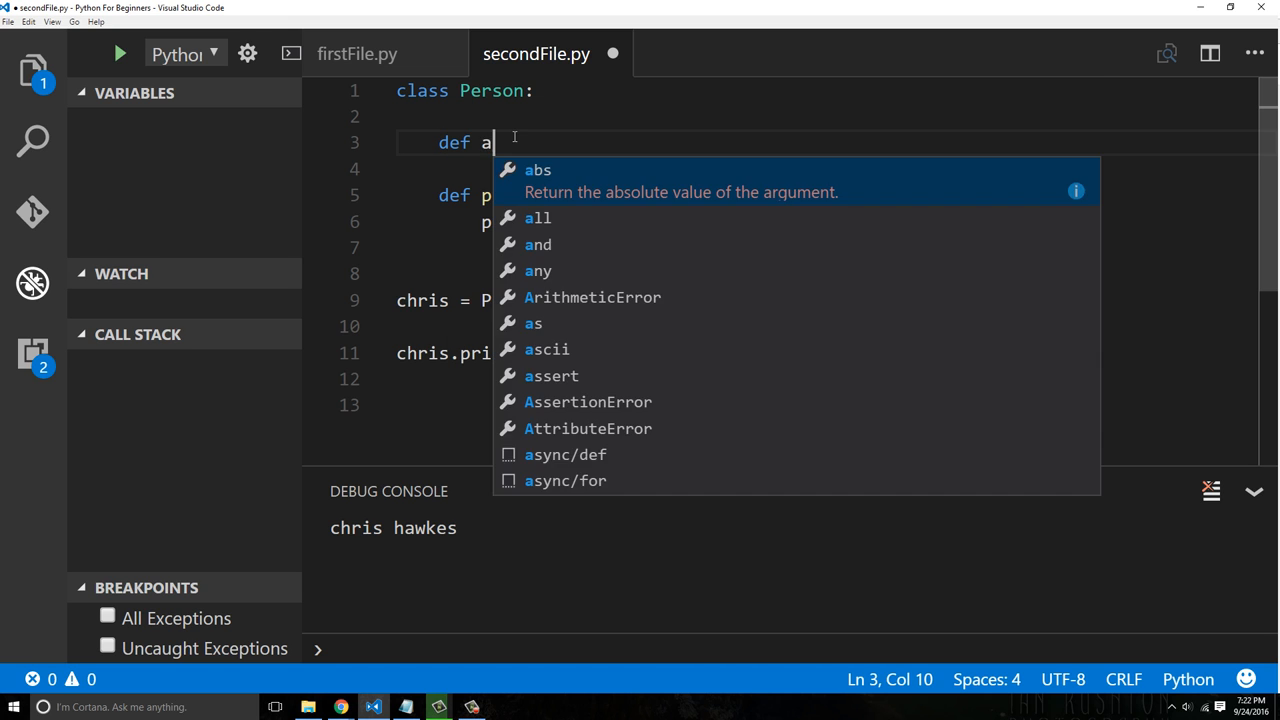 ● secondFile.py - Python For Beginners - Visual Studio Code
File Edit View Go Help
Python
firstFile.py
secondFile.py ●
1
VARIABLES
WATCH
CALL STACK
2
BREAKPOINTS
All Exceptions
Uncaught Exceptions
1 class Person:
2
3 def a
4
5 def p
6 p
7
8
9 chris = P
10
11 chris.pri
12
13
abs
Return the absolute value of the argument.
all
and
any
ArithmeticError
as
ascii
assert
AssertionError
AttributeError
async/def
async/for
DEBUG CONSOLE
chris hawkes
0 0
Ln 3, Col 10 Spaces: 4 UTF-8 CRLF Python
I'm Cortana. Ask me anything.
7:22 PM
9/24/2016